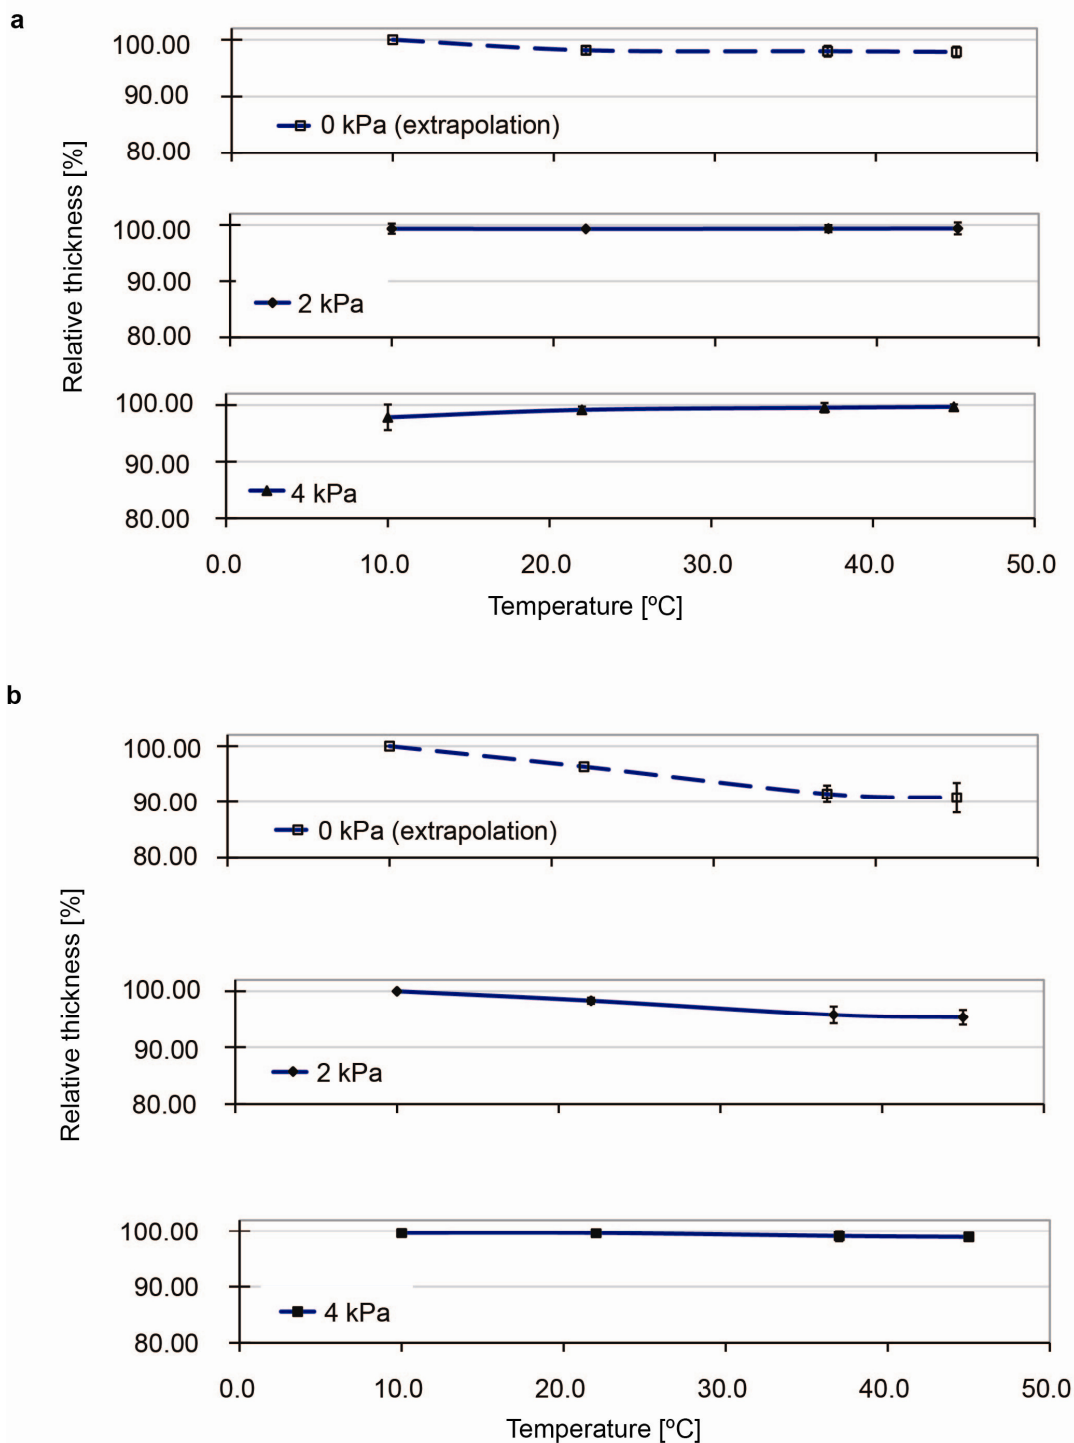 a
100.00
90.00
80.00
0 kPa (extrapolation)
Relative thickness [%]
100.00
90.00
80.00
2 kPa
100.00
90.00
80.00
4 kPa
0.0 10.0 20.0 30.0 40.0 50.0
Temperature [ºC]
b
100.00
90.00
80.00
0 kPa (extrapolation)
Relative thickness [%]
100.00
90.00
80.00
2 kPa
100.00
90.00
80.00
4 kPa
0.0 10.0 20.0 30.0 40.0 50.0
Temperature [ºC]